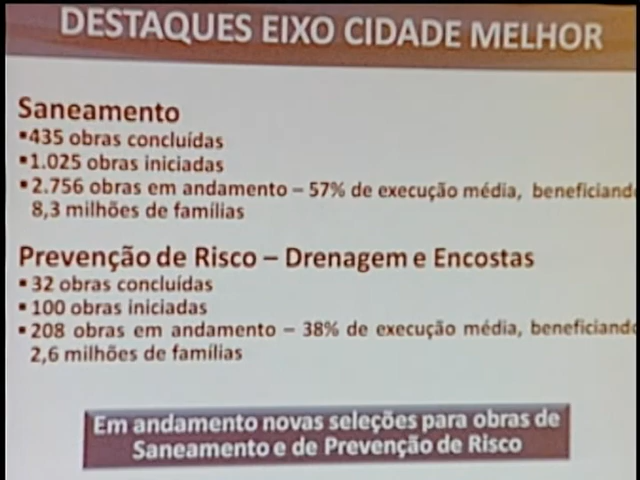 DESTAQUES EIXO CIDADE MELHOR
Saneamento
▪435 obras concluídas
▪1.025 obras iniciadas
▪2.756 obras em andamento – 57% de execução média, beneficiand
8,3 milhões de famílias
Prevenção de Risco – Drenagem e Encostas
▪32 obras concluídas
▪100 obras iniciadas
▪208 obras em andamento – 38% de execução média, beneficiando
2,6 milhões de famílias
Em andamento novas seleções para obras de
Saneamento e de Prevenção de Risco